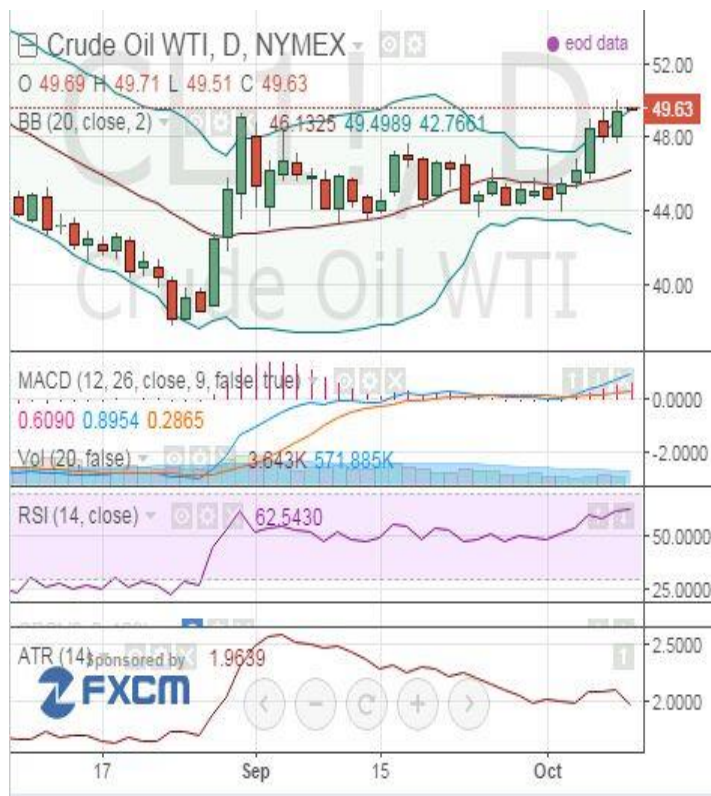 Crude Oil WTI, D, NYMEX
eod data
O 49.69 H 49.71 L 49.51 C 49.63
BB (20, close, 2) 46.1325 49.4989 42.7661
CL1!, D
Crude Oil WTI
52.00
49.63
48.00
44.00
40.00
MACD (12, 26, close, 9, false, true)
0.6090 0.8954 0.2865
0.0000
-2.0000
Vol (20, false) 3.643K 571.885K
RSI (14, close) 62.5430
50.0000
25.0000
ATR (14) 1.9639
Sponsored by
FXCM
2.5000
2.0000
17 Sep 15 Oct